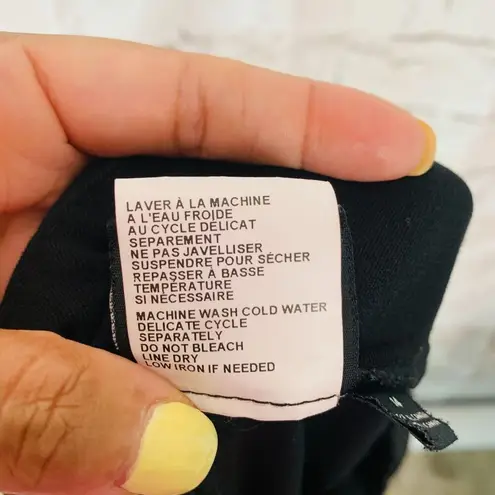 LAVER À LA MACHINE
A L'EAU FROIDE
AU CYCLE DÉLICAT
SEPAREMENT
NE PAS JAVELLISER
SUSPENDRE POUR SÉCHER
REPASSER À BASSE
TEMPÉRATURE
SI NÉCESSAIRE
MACHINE WASH COLD WATER
DELICATE CYCLE
SEPARATELY
DO NOT BLEACH
LINE DRY
LOW IRON IF NEEDED